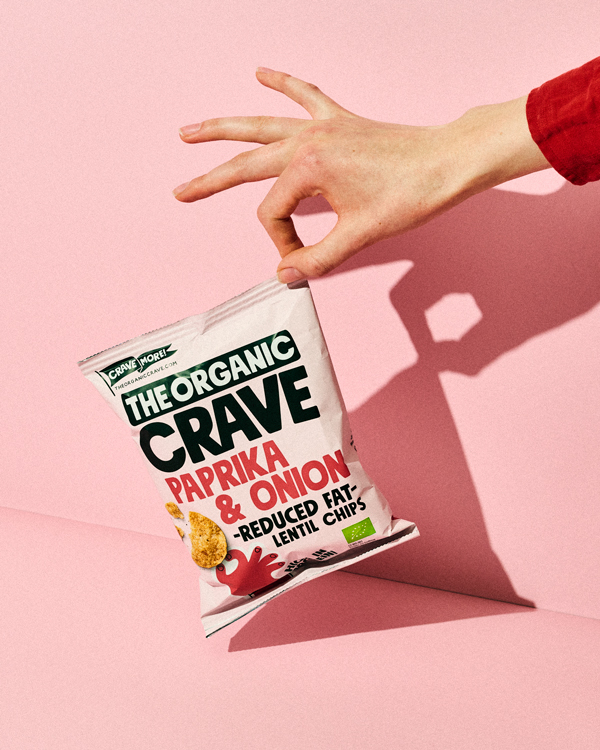 CRAVE MORE!
THEORGANICCRAVE.COM
THE ORGANIC
CRAVE
PAPRIKA
& ONION
-REDUCED FAT-
LENTIL CHIPS